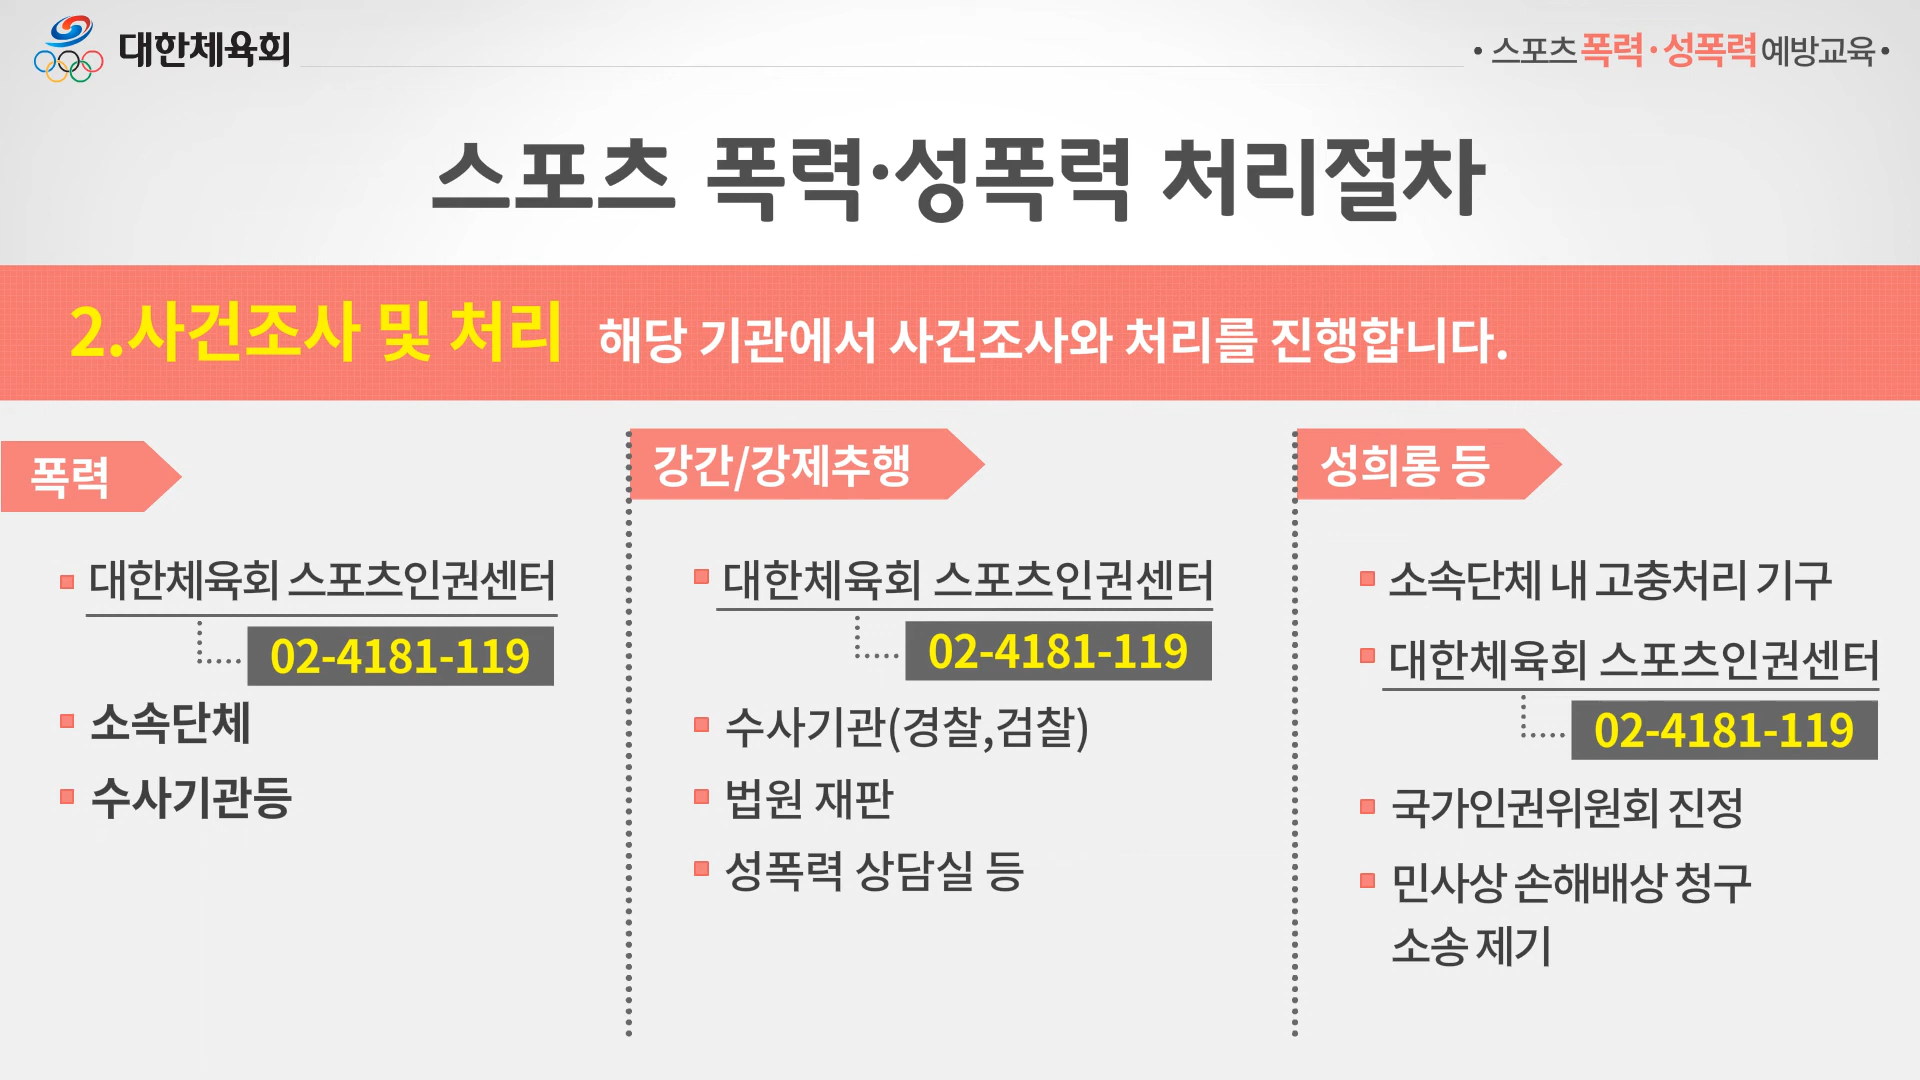 대한체육회
• 스포츠 폭력·성폭력 예방교육 •
스포츠 폭력·성폭력 처리절차
2.사건조사 및 처리 해당 기관에서 사건조사와 처리를 진행합니다.
폭력
대한체육회 스포츠인권센터
02-4181-119
소속단체
수사기관등
강간/강제추행
대한체육회 스포츠인권센터
02-4181-119
수사기관(경찰,검찰)
법원 재판
성폭력 상담실 등
성희롱 등
소속단체 내 고충처리 기구
대한체육회 스포츠인권센터
02-4181-119
국가인권위원회 진정
민사상 손해배상 청구
소송 제기